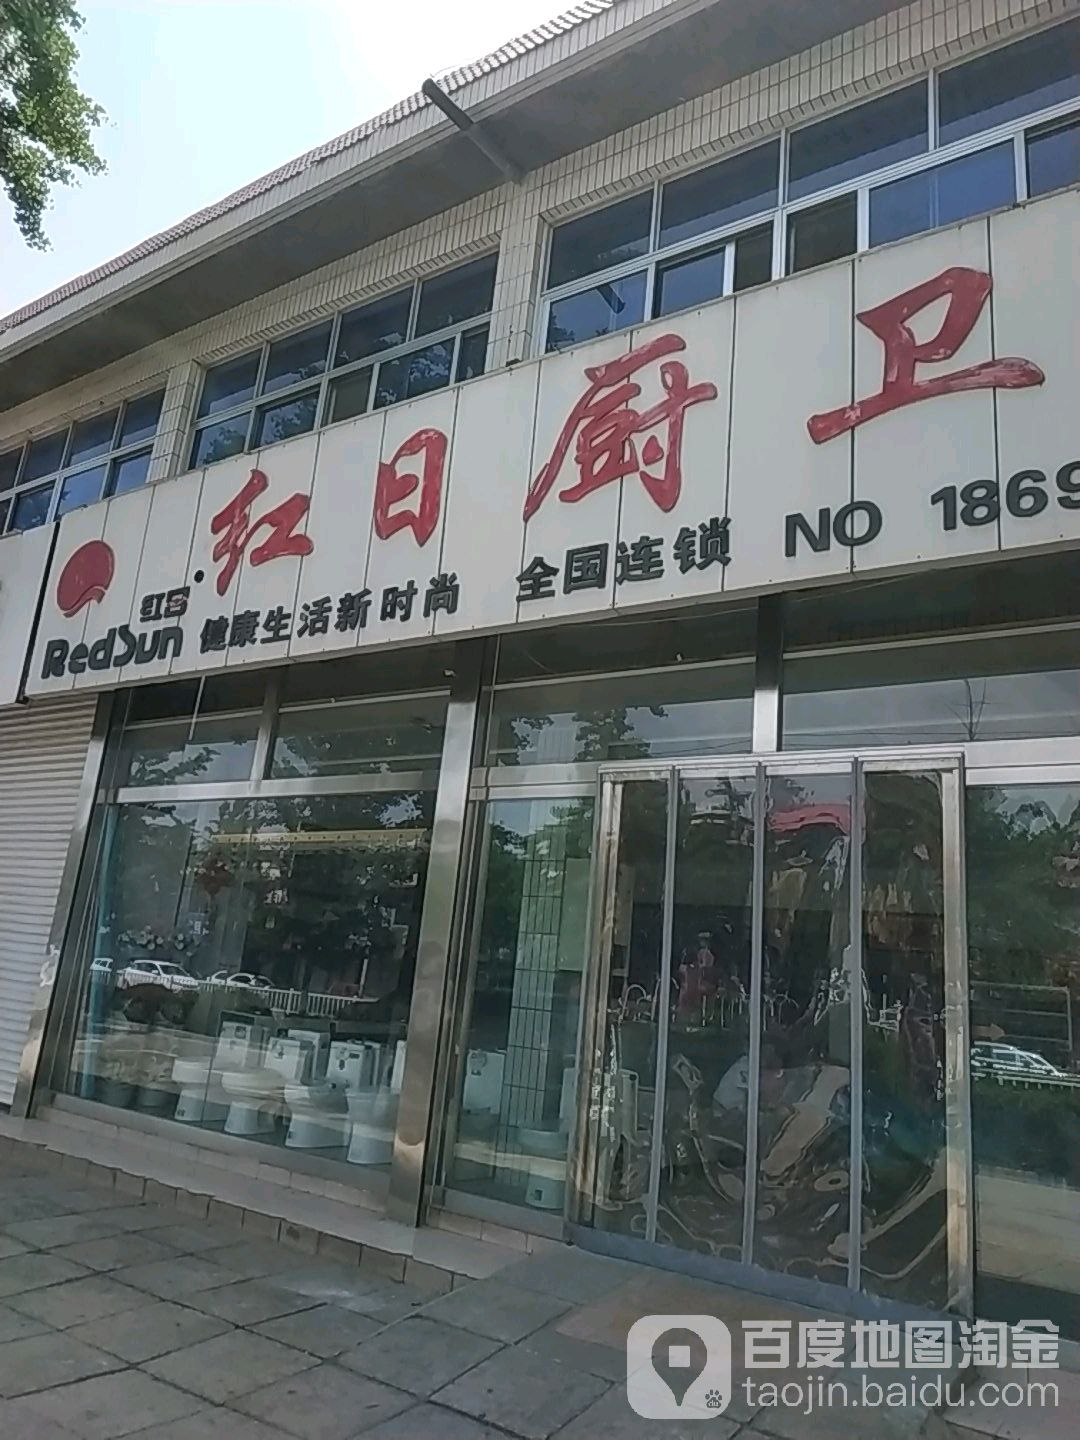 红日厨卫
红日
RedSun 健康生活新时尚 全国连锁 NO 1869
百度地图淘金
taojin.baidu.com